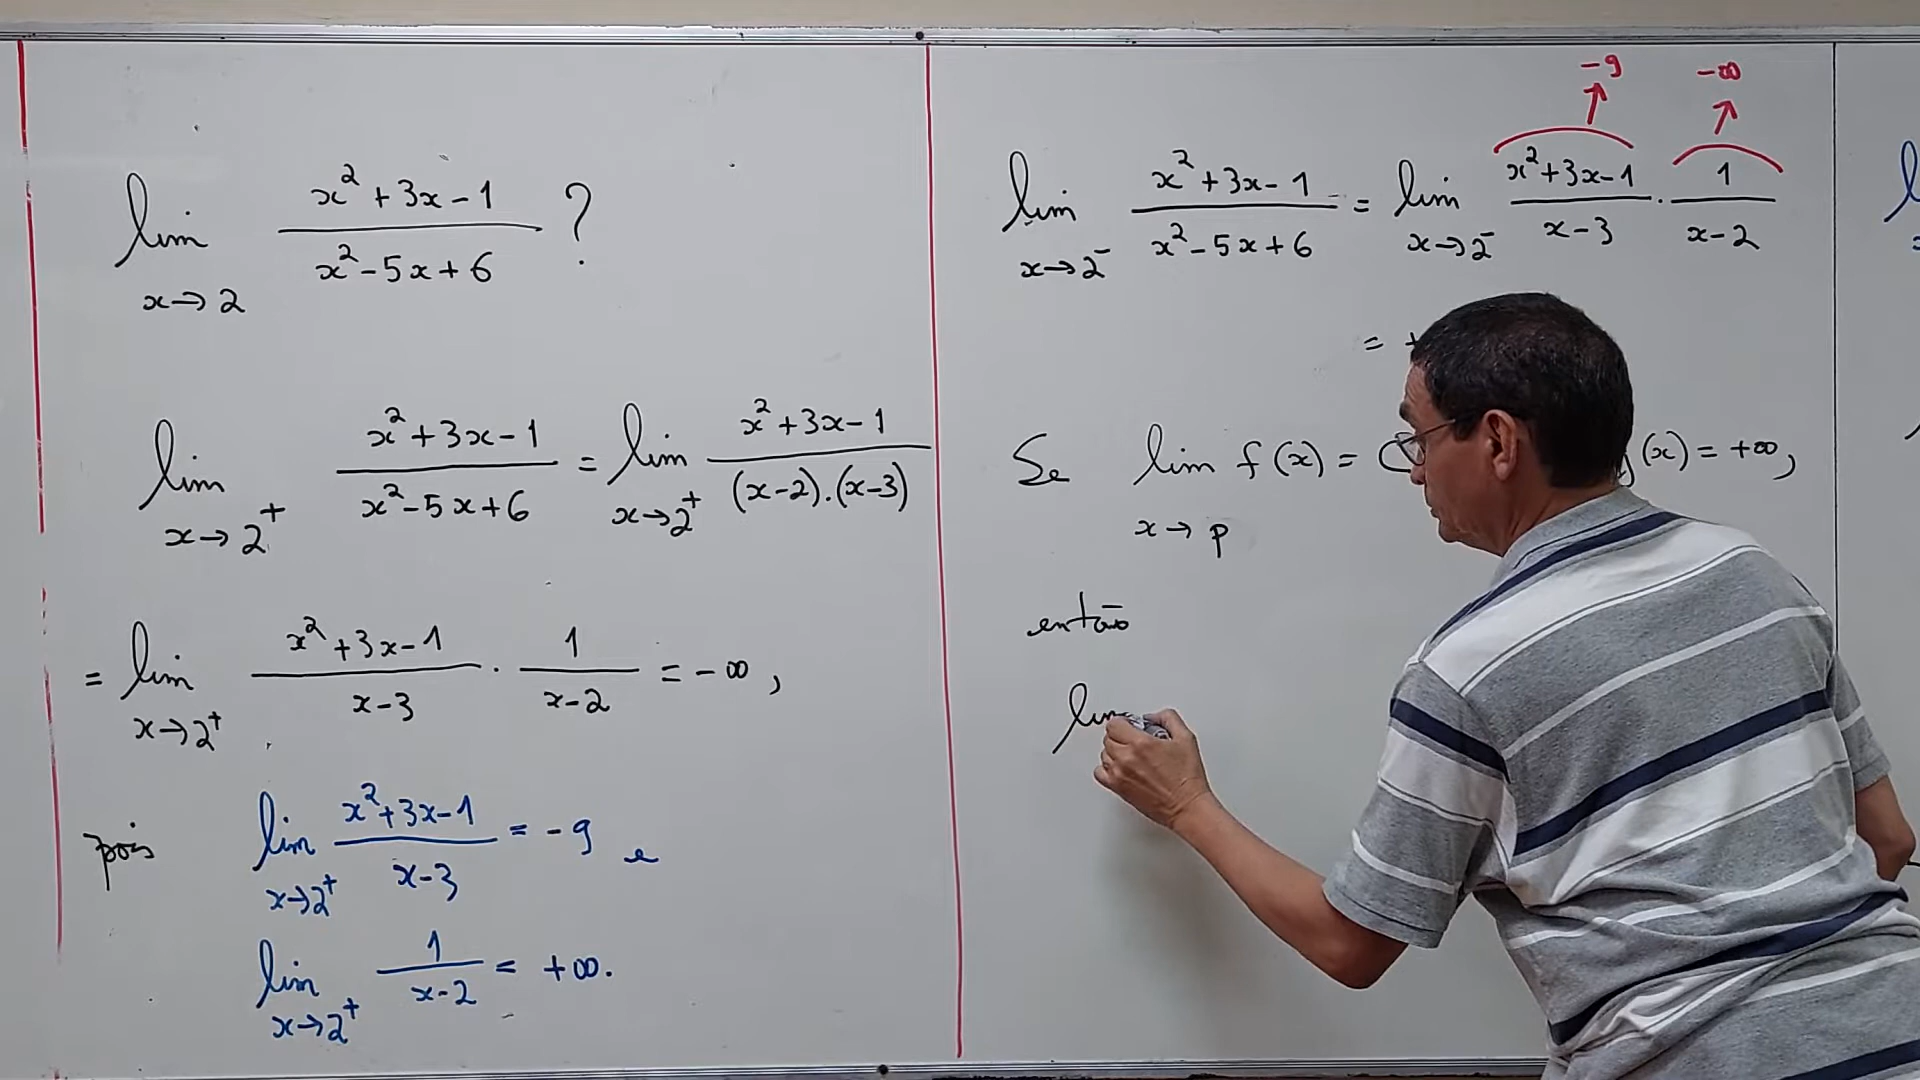 lim x→2 (x² + 3x − 1)/(x² − 5x + 6) ?
lim x→2⁺ (x² + 3x − 1)/(x² − 5x + 6) = lim x→2⁺ (x² + 3x − 1)/((x−2).(x−3))
= lim x→2⁺ (x² + 3x − 1)/(x−3) · 1/(x−2) = −∞,
pois lim x→2⁺ (x² + 3x − 1)/(x−3) = −9 e
lim x→2⁺ 1/(x−2) = +∞.
−9 −∞
lim x→2⁻ (x² + 3x − 1)/(x² − 5x + 6) = lim x→2⁻ (x² + 3x − 1)/(x−3) · 1/(x−2)
= +
Se lim x→p f(x) = (x) = +∞,
então
lim